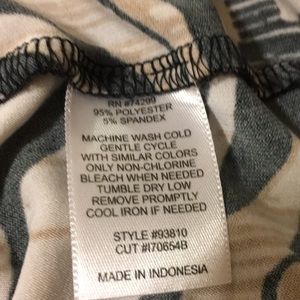 RN #74299
95% POLYESTER
5% SPANDEX
MACHINE WASH COLD
GENTLE CYCLE
WITH SIMILAR COLORS
ONLY NON-CHLORINE
BLEACH WHEN NEEDED
TUMBLE DRY LOW
REMOVE PROMPTLY
COOL IRON IF NEEDED
STYLE #93810
CUT #I70654B
MADE IN INDONESIA